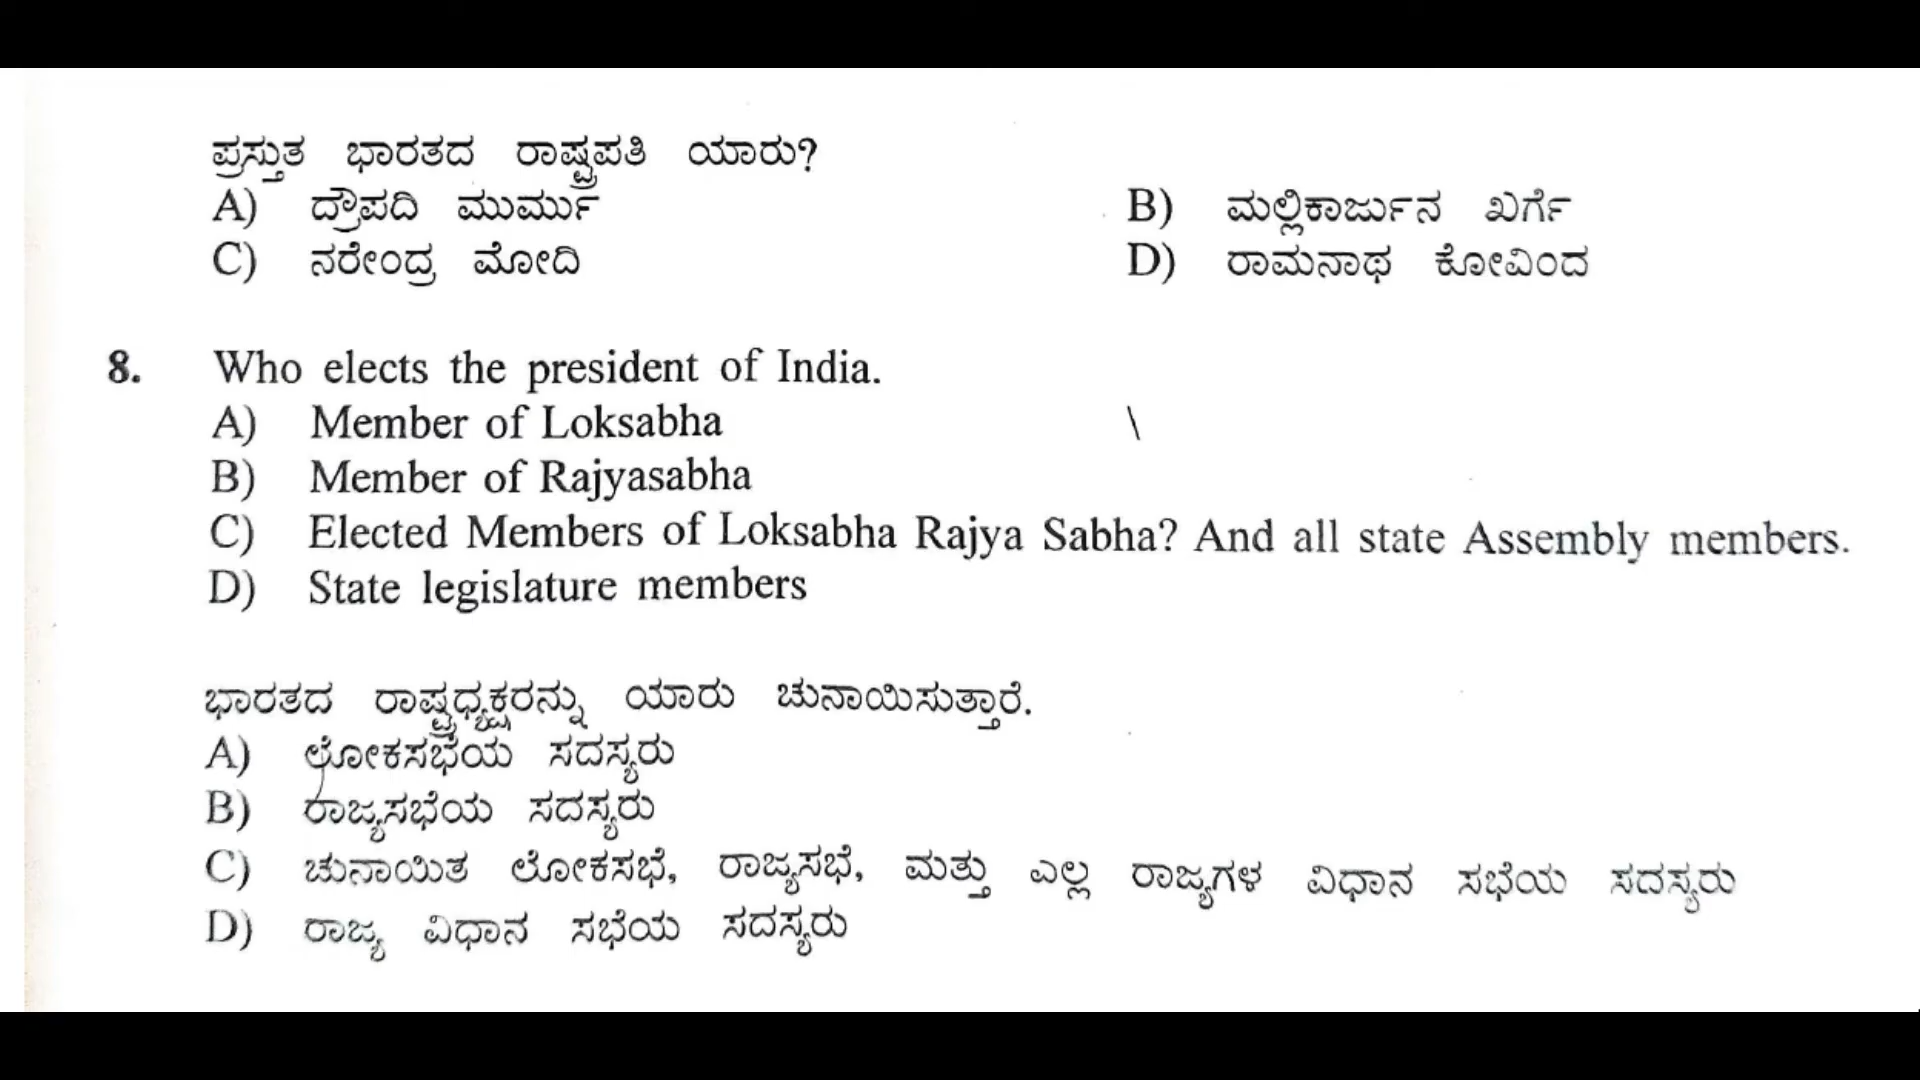 ಪ್ರಸ್ತುತ ಭಾರತದ ರಾಷ್ಟ್ರಪತಿ ಯಾರು?
A) ದ್ರೌಪದಿ ಮುರ್ಮು B) ಮಲ್ಲಿಕಾರ್ಜುನ ಖರ್ಗೆ
C) ನರೇಂದ್ರ ಮೋದಿ D) ರಾಮನಾಥ ಕೋವಿಂದ
8. Who elects the president of India.
A) Member of Loksabha
B) Member of Rajyasabha
C) Elected Members of Loksabha Rajya Sabha? And all state Assembly members.
D) State legislature members
ಭಾರತದ ರಾಷ್ಟ್ರಧ್ಯಕ್ಷರನ್ನು ಯಾರು ಚುನಾಯಿಸುತ್ತಾರೆ.
A) ಲೋಕಸಭೆಯ ಸದಸ್ಯರು
B) ರಾಜ್ಯಸಭೆಯ ಸದಸ್ಯರು
C) ಚುನಾಯಿತ ಲೋಕಸಭೆ, ರಾಜ್ಯಸಭೆ, ಮತ್ತು ಎಲ್ಲ ರಾಜ್ಯಗಳ ವಿಧಾನ ಸಭೆಯ ಸದಸ್ಯರು
D) ರಾಜ್ಯ ವಿಧಾನ ಸಭೆಯ ಸದಸ್ಯರು